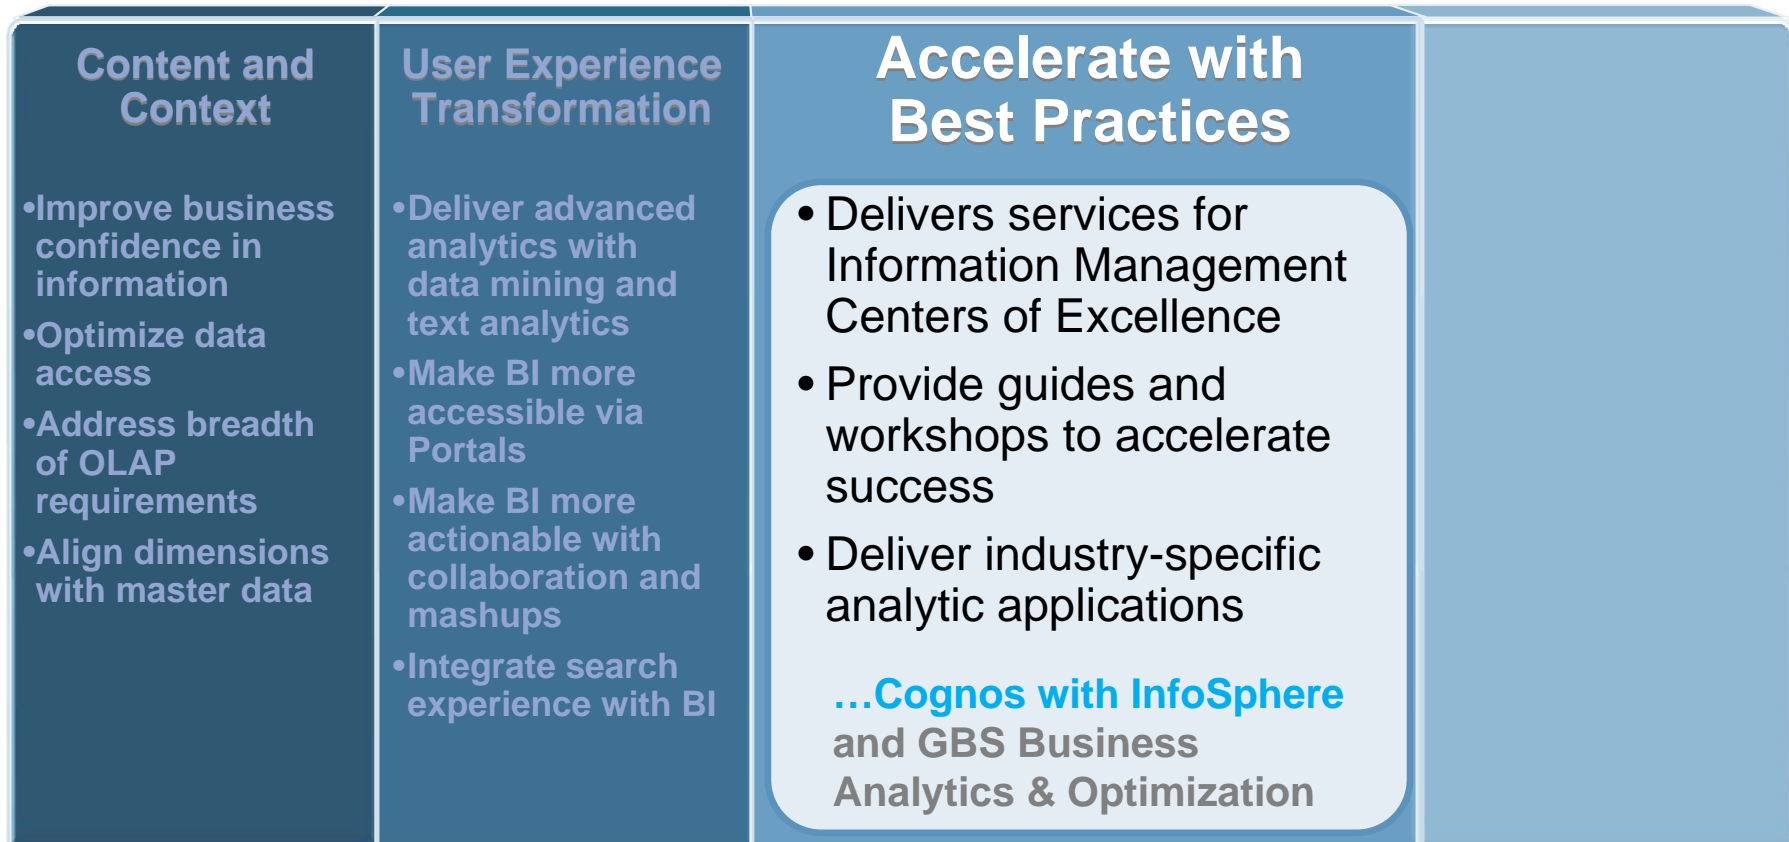 Content and
Context
•Improve business
confidence in
information
•Optimize data
access
•Address breadth
of OLAP
requirements
•Align dimensions
with master data
User Experience
Transformation
•Deliver advanced
analytics with
data mining and
text analytics
•Make BI more
accessible via
Portals
•Make BI more
actionable with
collaboration and
mashups
•Integrate search
experience with BI
Accelerate with
Best Practices
• Delivers services for
Information Management
Centers of Excellence
• Provide guides and
workshops to accelerate
success
• Deliver industry-specific
analytic applications
…Cognos with InfoSphere
and GBS Business
Analytics & Optimization